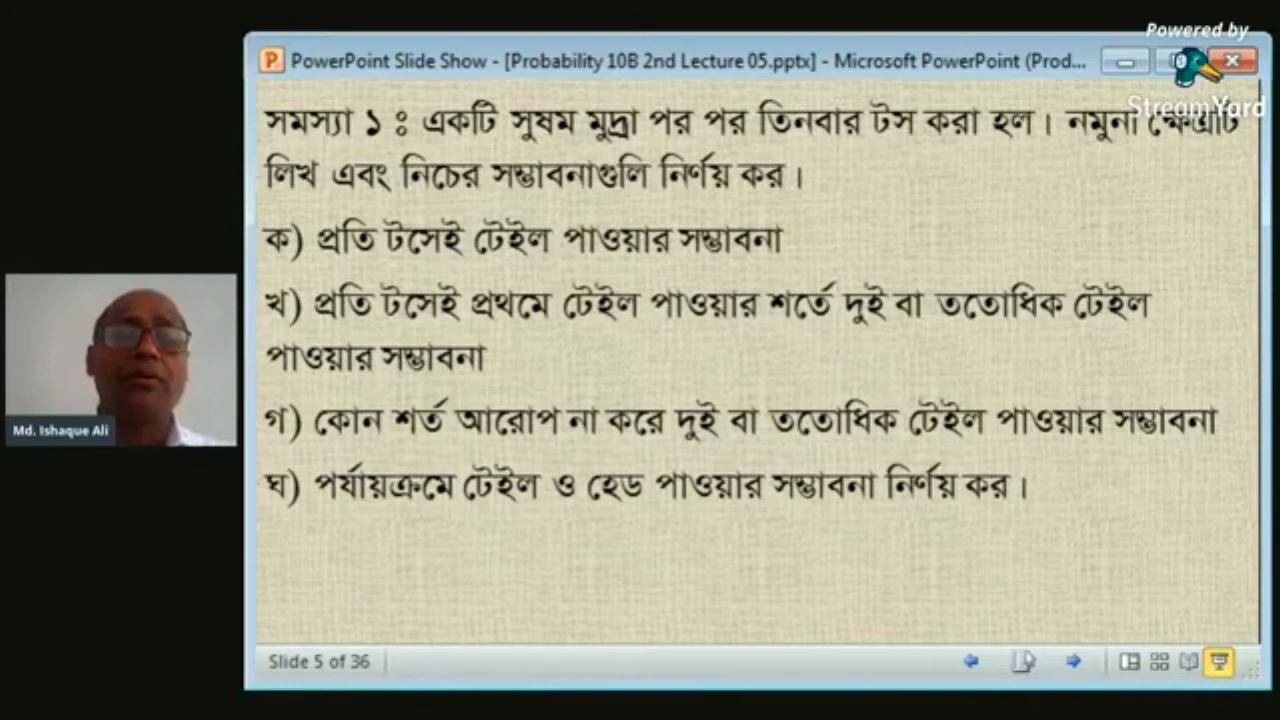 Powered by
StreamYard
PowerPoint Slide Show - [Probability 10B 2nd Lecture 05.pptx] - Microsoft PowerPoint (Prod...
সমস্যা ১ ঃ একটি সুষম মুদ্রা পর পর তিনবার টস করা হল। নমুনা ক্ষেত্রটি
লিখ এবং নিচের সম্ভাবনাগুলি নির্ণয় কর।
ক) প্রতি টসেই টেইল পাওয়ার সম্ভাবনা
খ) প্রতি টসেই প্রথমে টেইল পাওয়ার শর্তে দুই বা ততোধিক টেইল
পাওয়ার সম্ভাবনা
গ) কোন শর্ত আরোপ না করে দুই বা ততোধিক টেইল পাওয়ার সম্ভাবনা
ঘ) পর্যায়ক্রমে টেইল ও হেড পাওয়ার সম্ভাবনা নির্ণয় কর।
Md. Ishaque Ali
Slide 5 of 36